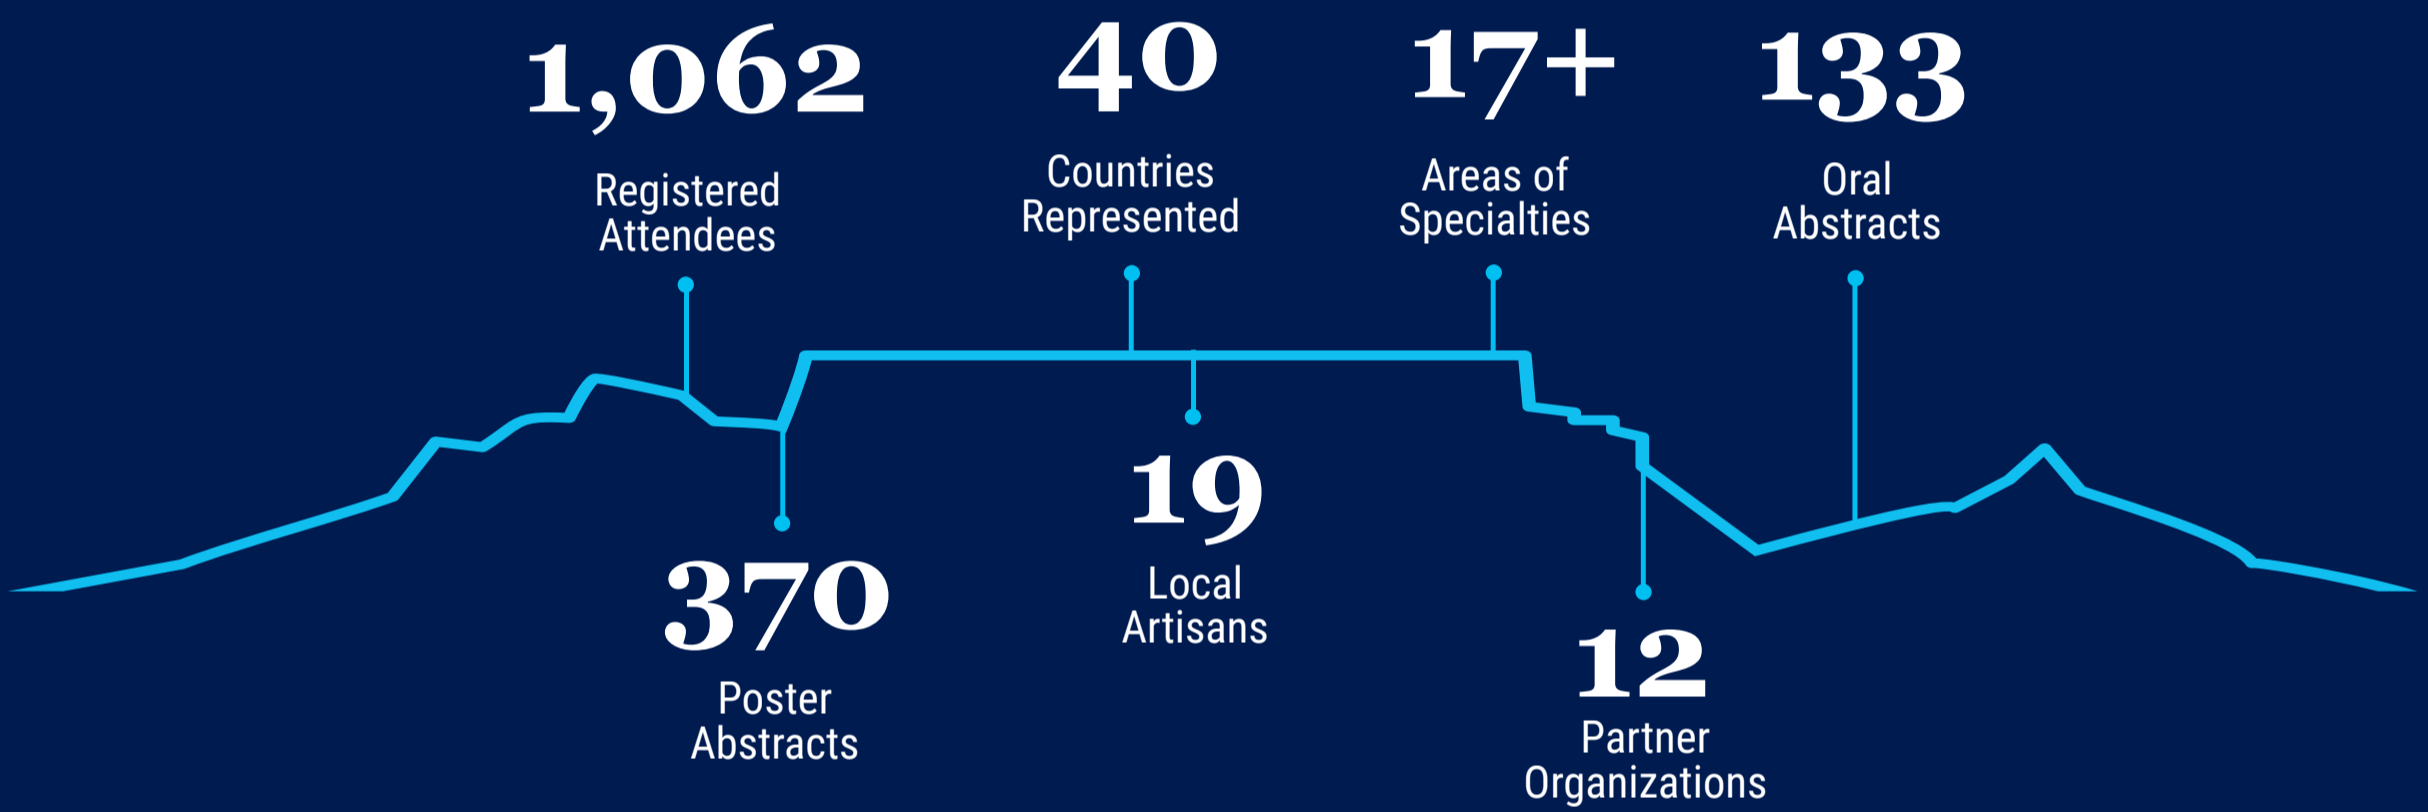 1,062
Registered
Attendees
40
Countries
Represented
17+
Areas of
Specialties
133
Oral
Abstracts
370
Poster
Abstracts
19
Local
Artisans
12
Partner
Organizations